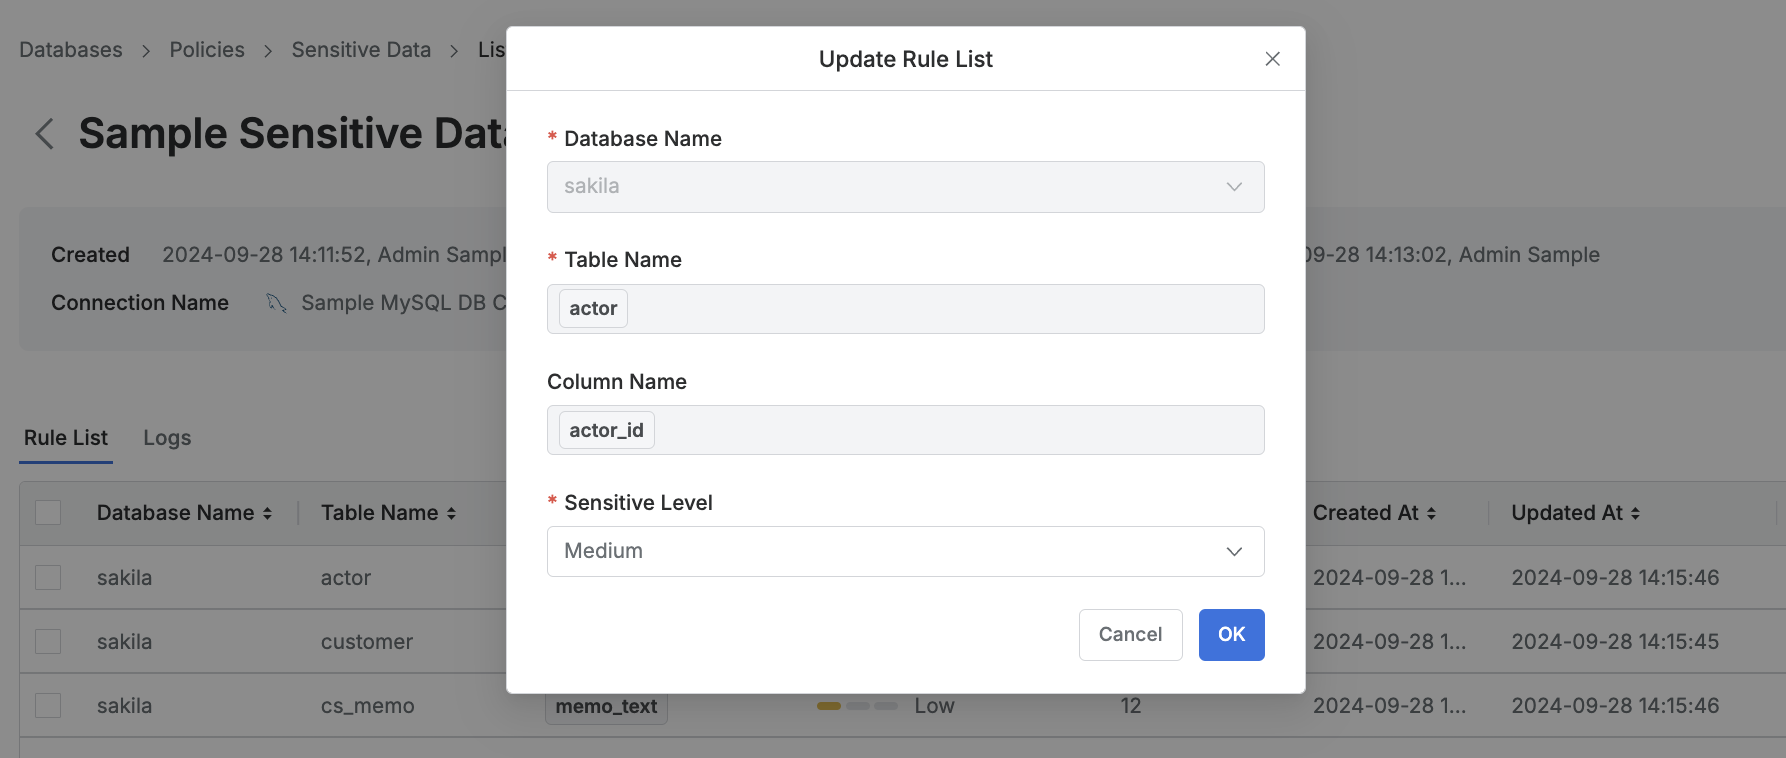 Databases > Policies > Sensitive Data >
Sample Sensitive
Created 2024-09-28 14:11:52, Admin 09-28 14:13:02, Admin Sample
Connection Name Sample MySQL DB
Rule List Logs
Database Name Table Name Created At Updated At
sakila actor 2024-09-28 1... 2024-09-28 14:15:46
sakila customer 2024-09-28 1... 2024-09-28 14:15:45
sakila cs_memo memo_text Low 12 2024-09-28 1... 2024-09-28 14:15:46
Update Rule List
* Database Name
sakila
* Table Name
actor
Column Name
actor_id
* Sensitive Level
Medium
Cancel OK